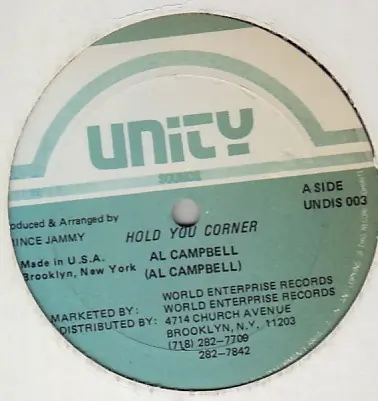 UNITY
SOUNDS
A SIDE
UNDIS 003
oduced & Arranged by
INCE JAMMY
HOLD YOU CORNER
Made in U.S.A.
Brooklyn, New York
AL CAMPBELL
(AL CAMPBELL)
MARKETED BY: WORLD ENTERPRISE RECORDS
DISTRIBUTED BY: WORLD ENTERPRISE RECORDS
4714 CHURCH AVENUE
BROOKLYN, N.Y. 11203
(718) 282-7709
282-7842